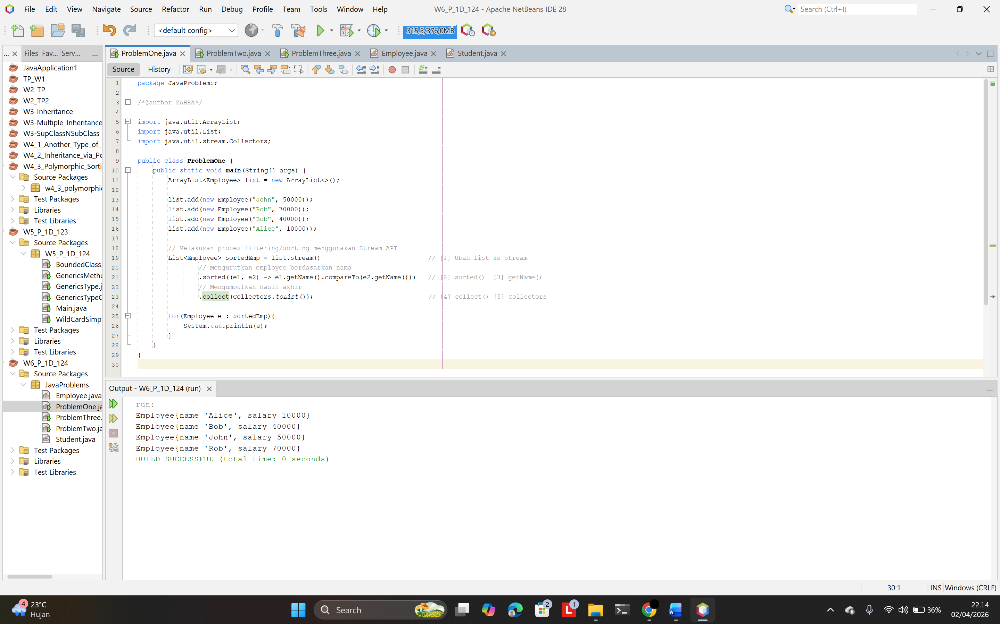 File Edit View Navigate Source Refactor Run Debug Profile Team Tools Window Help
W6_P_1D_124 - Apache NetBeans IDE 28
Search (Ctrl+I)
<default config>
315,5/376,0MB
... Files Fav... Serv...
ProblemOne.java ProblemTwo.java ProblemThree.java Employee.java Student.java
Source History
JavaApplication1
TP_W1
W2_TP
W2_TP2
W3-Inheritance
W3-Multiple_Inheritance
W3-SupClassNSubClass
W4_1_Another_Type_of_
W4_2_Inheritance_via_Po
W4_3_Polymorphic_Sorti
Source Packages
w4_3_polymorphic
Test Packages
Libraries
Test Libraries
W5_P_1D_123
Source Packages
W5_P_1D_124
BoundedClass.
GenericsMetho
GenericsType.j
GenericsTypeC
Main.java
WildCardSimpl
Test Packages
Libraries
Test Libraries
W6_P_1D_124
Source Packages
JavaProblems
Employee.java
ProblemOne.ja
ProblemThree.
ProblemTwo.ja
Student.java
Test Packages
Libraries
Test Libraries
1 package JavaProblems;
2
3 /*@author ZAHRA*/
4
5 import java.util.ArrayList;
6 import java.util.List;
7 import java.util.stream.Collectors;
8
9 public class ProblemOne {
10 public static void main(String[] args) {
11 ArrayList<Employee> list = new ArrayList<>();
12
13 list.add(new Employee("John", 50000));
14 list.add(new Employee("Rob", 70000));
15 list.add(new Employee("Bob", 40000));
16 list.add(new Employee("Alice", 10000));
17
18 // Melakukan proses filtering/sorting menggunakan Stream API
19 List<Employee> sortedEmp = list.stream() // [1] Ubah list ke stream
20 // Mengurutkan employee berdasarkan nama
21 .sorted((e1, e2) -> e1.getName().compareTo(e2.getName())) // [2] sorted() [3] getName()
22 // Mengumpulkan hasil akhir
23 .collect(Collectors.toList()); // [4] collect() [5] Collectors
24
25 for(Employee e : sortedEmp){
26 System.out.println(e);
27 }
28 }
29 }
30
Output - W6_P_1D_124 (run)
run:
Employee{name='Alice', salary=10000}
Employee{name='Bob', salary=40000}
Employee{name='John', salary=50000}
Employee{name='Rob', salary=70000}
BUILD SUCCESSFUL (total time: 0 seconds)
30:1 INS Windows (CRLF)
4
23°C
Hujan
Search
2
1
36%
22.14
02/04/2026